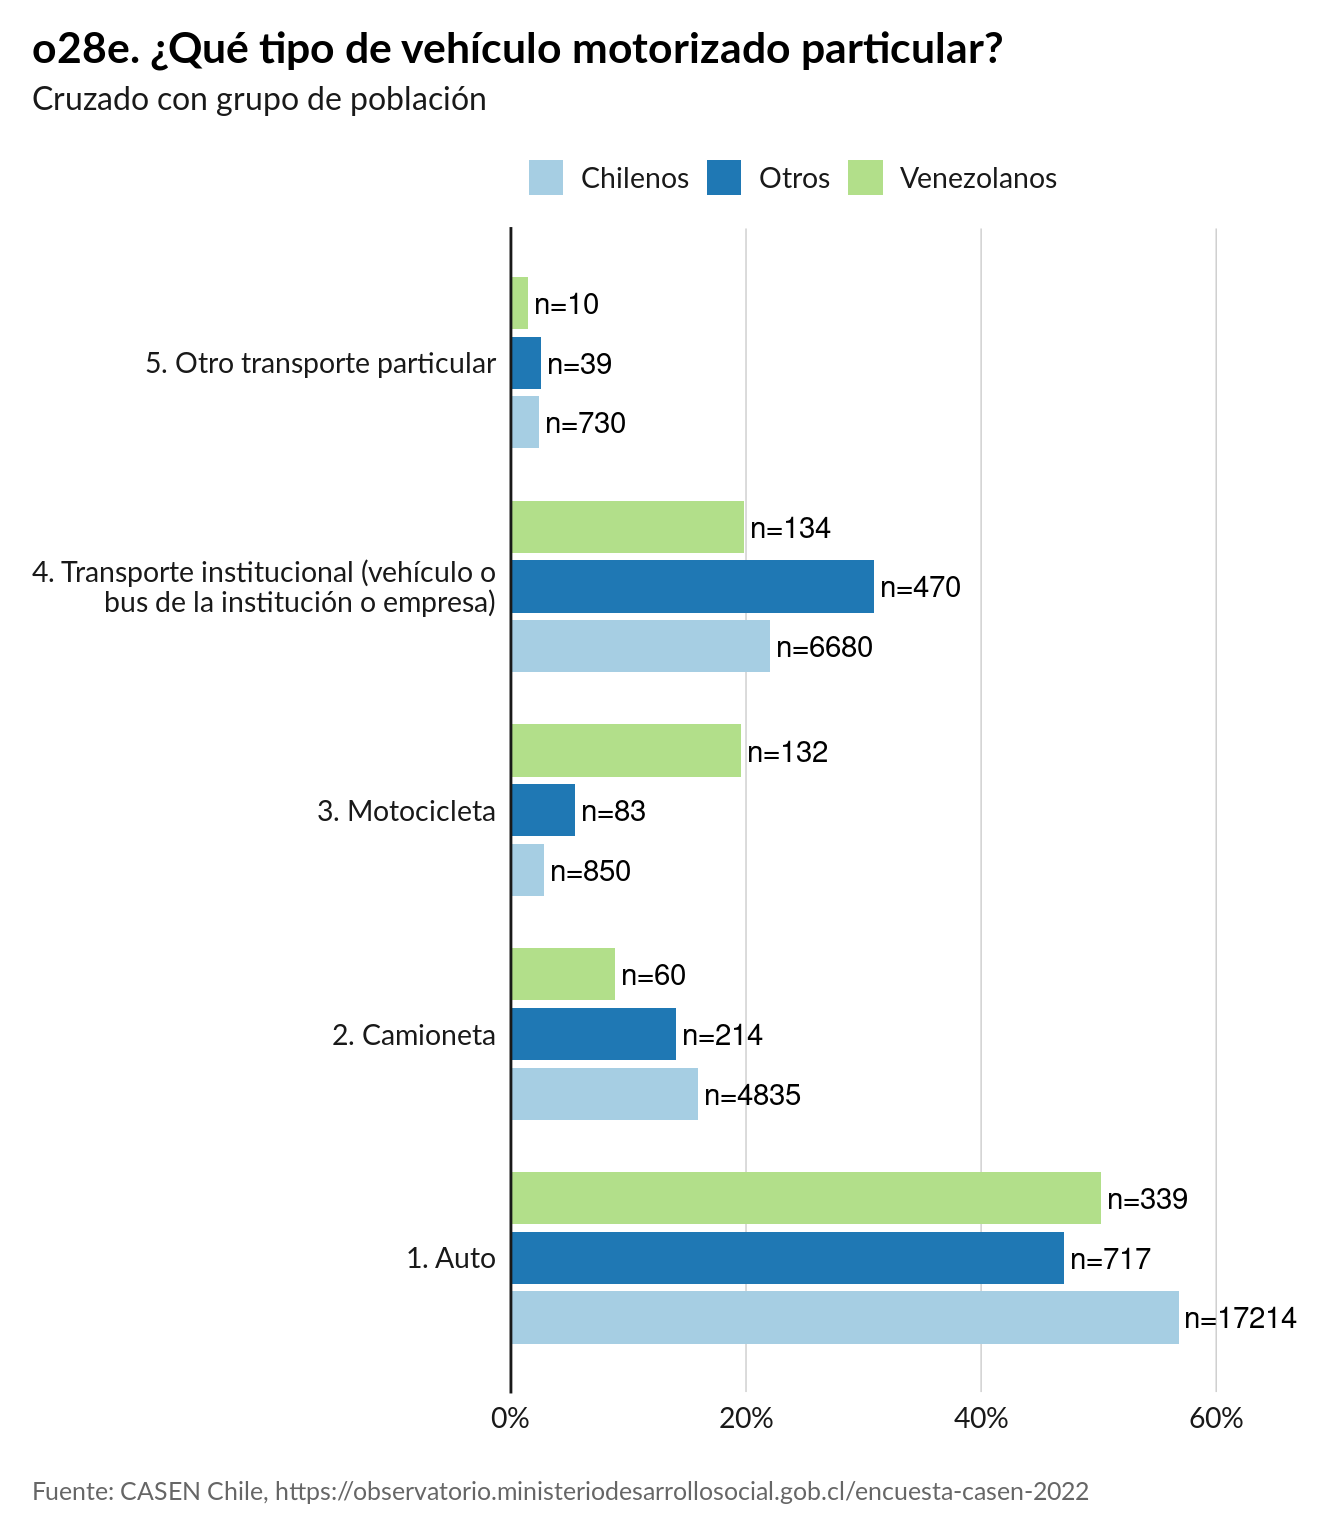 o28e. ¿Qué tipo de vehículo motorizado particular?
Cruzado con grupo de población
Chilenos Otros Venezolanos
n=10
5. Otro transporte particular n=39
n=730
n=134
4. Transporte institucional (vehículo o
bus de la institución o empresa) n=470
n=6680
n=132
3. Motocicleta n=83
n=850
n=60
2. Camioneta n=214
n=4835
n=339
1. Auto n=717
n=17214
0% 20% 40% 60%
Fuente: CASEN Chile, https://observatorio.ministeriodesarrollosocial.gob.cl/encuesta-casen-2022